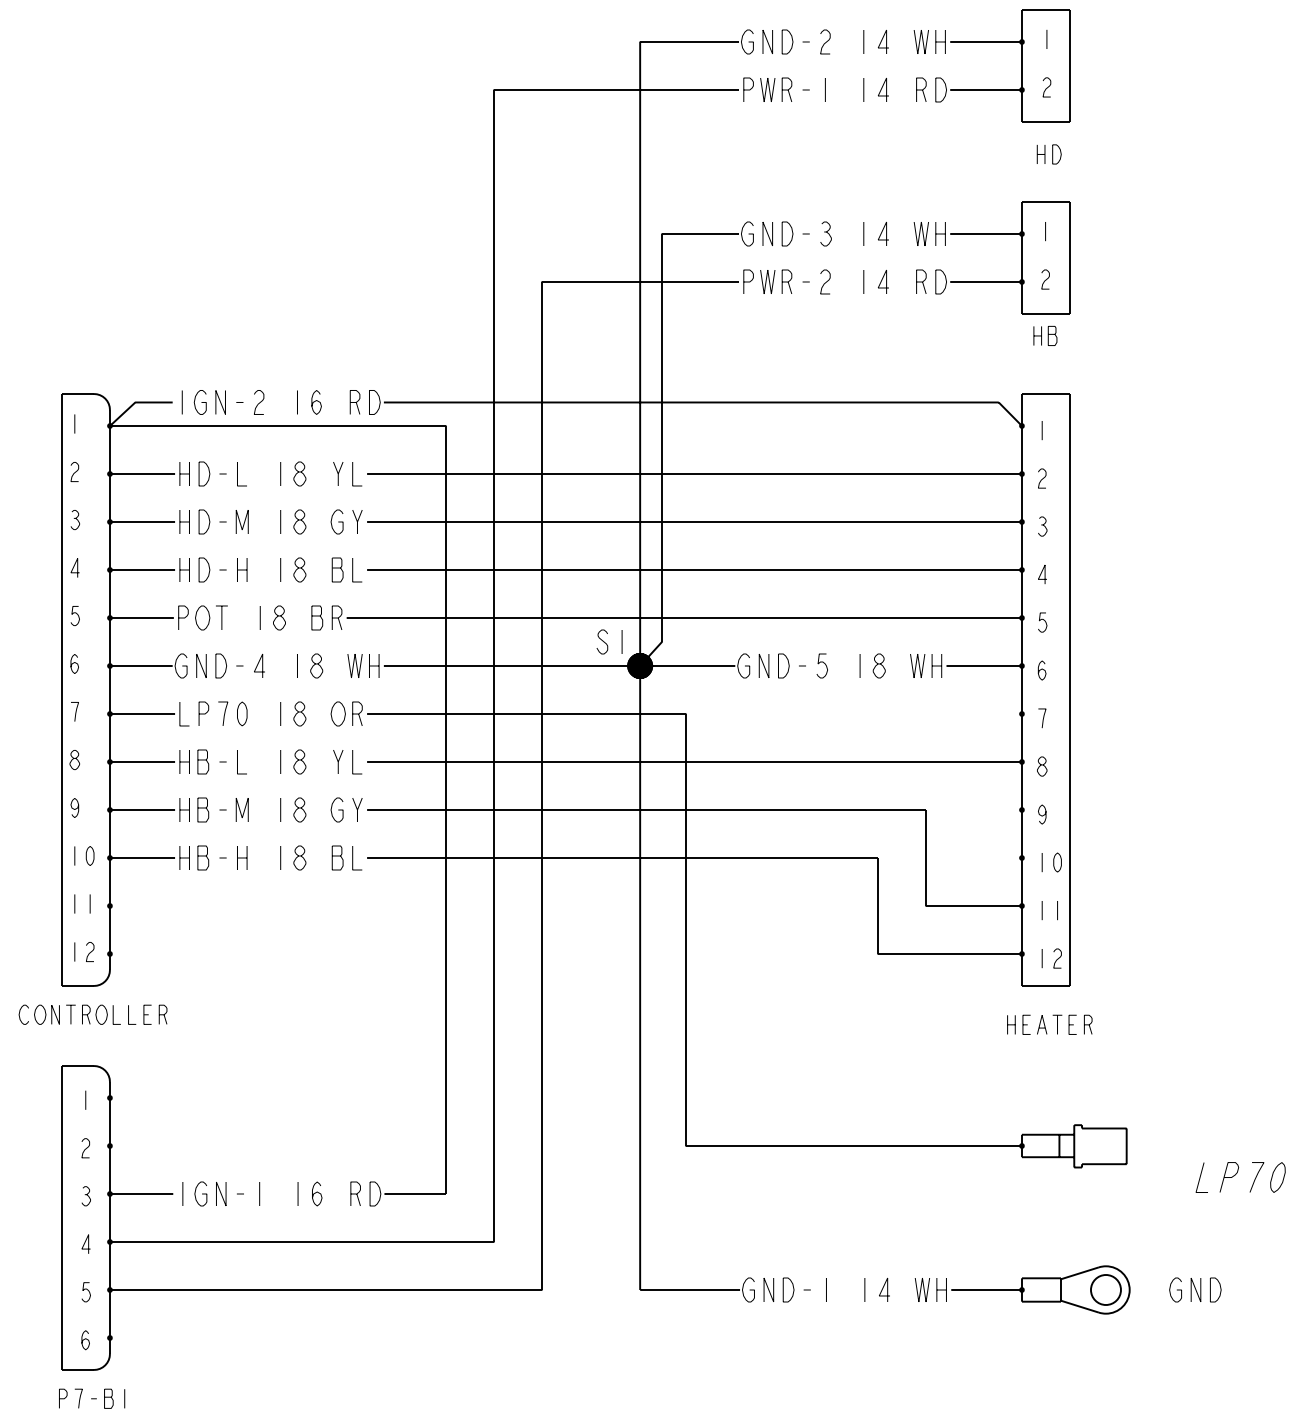 GND-2 14 WH
1
PWR-1 14 RD
2
HD
GND-3 14 WH
1
PWR-2 14 RD
2
HB
IGN-2 16 RD
1
1
2
HD-L 18 YL
2
3
HD-M 18 GY
3
4
HD-H 18 BL
4
5
POT 18 BR
5
S1
6
GND-4 18 WH
GND-5 18 WH
6
7
LP70 18 OR
7
8
HB-L 18 YL
8
9
HB-M 18 GY
9
10
HB-H 18 BL
10
11
11
12
12
CONTROLLER
HEATER
1
2
3
IGN-1 16 RD
LP70
4
5
GND-1 14 WH
GND
6
P7-B1